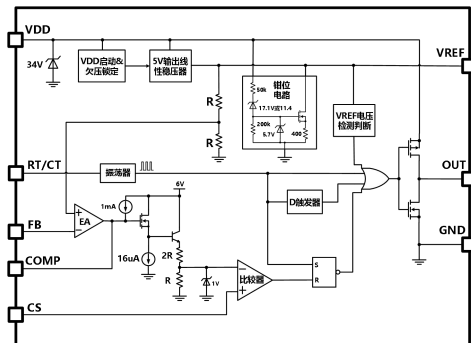 VDD
VREF
34V
VDD启动&
欠压锁定
5V输出线
性稳压器
钳位
电路
50k
17.1V或11.4
200k
5.7V
400
R
R
VREF电压
检测判断
RT/CT
振荡器
OUT
D触发器
1mA
6V
EA
FB
GND
COMP
16uA
2R
R
1V
比较器
S
R
CS